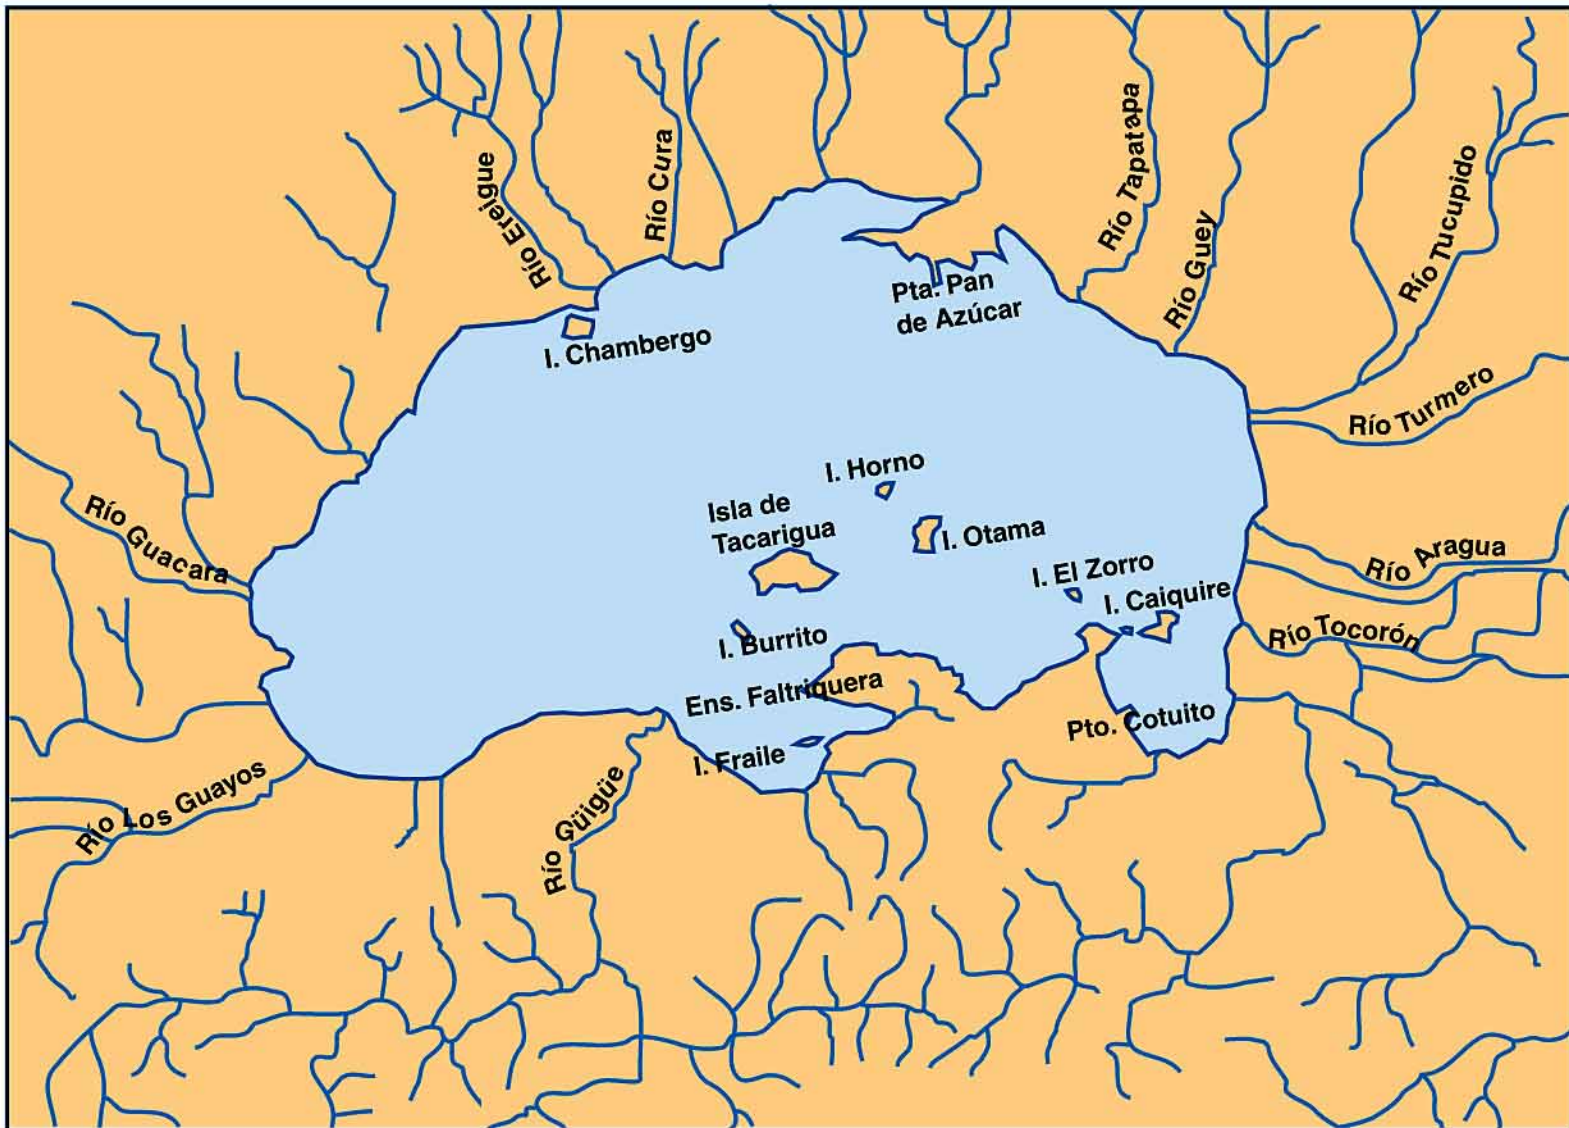 Río Ereigue
Río Cura
Río Tapatapa
Río Guey
Río Tucupido
Pta. Pan
de Azúcar
I. Chambergo
Río Turmero
I. Horno
Isla de
Tacarigua
I. Otama
Río Guacara
Río Aragua
I. El Zorro
I. Caiquire
Río Tocorón
I. Burrito
Ens. Faltriquera
Pto. Cotuito
I. Fraile
Río Los Guayos
Río Güigüe